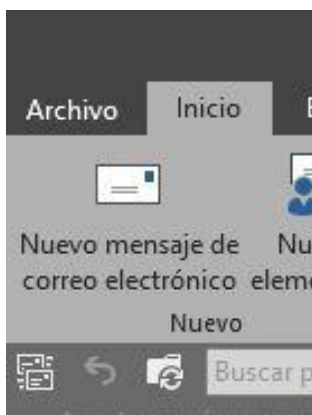 Archivo Inicio
Nuevo mensaje de
correo electrónico
Nuevo
Buscar